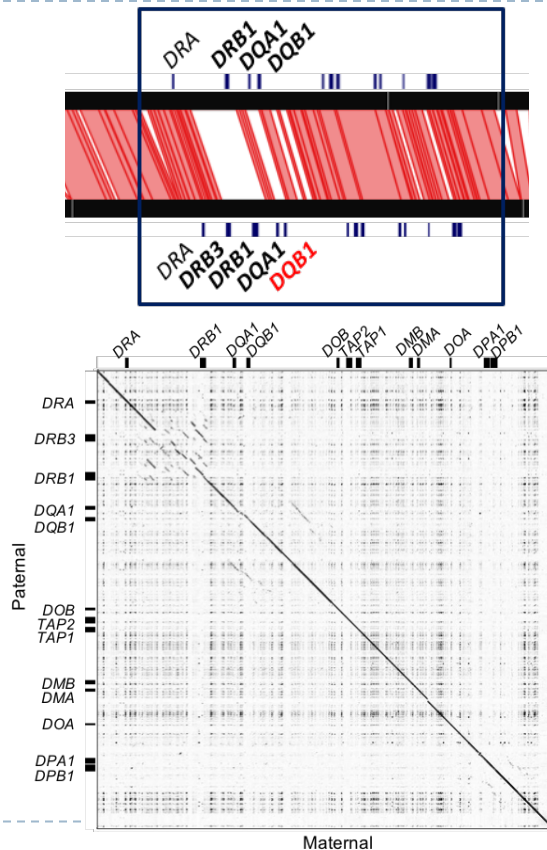 DRA DRB1 DQA1 DQB1
DRA DRB3 DRB1 DQA1 DQB1
DRA DRB1 DQA1 DQB1 DOB TAP2 TAP1 DMB DMA DOA DPA1 DPB1
DRA
DRB3
DRB1
DQA1
DQB1
Paternal
DOB
TAP2
TAP1
DMB
DMA
DOA
DPA1
DPB1
Maternal